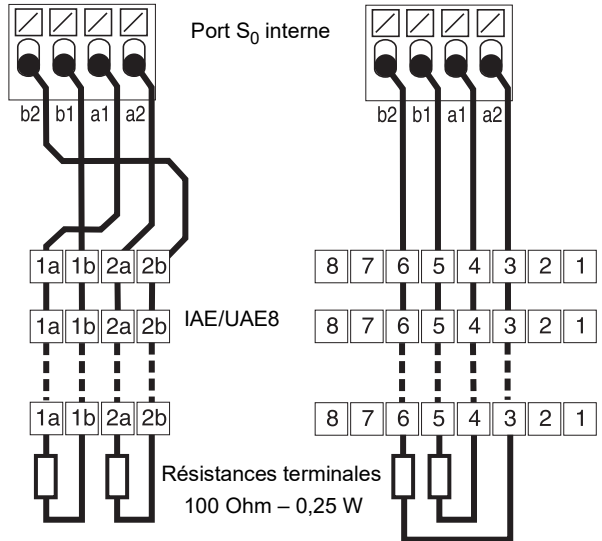 Port S0 interne
b2 b1 a1 a2
b2 b1 a1 a2
1a 1b 2a 2b
8 7 6 5 4 3 2 1
1a 1b 2a 2b
IAE/UAE8
8 7 6 5 4 3 2 1
1a 1b 2a 2b
8 7 6 5 4 3 2 1
Résistances terminales
100 Ohm – 0,25 W